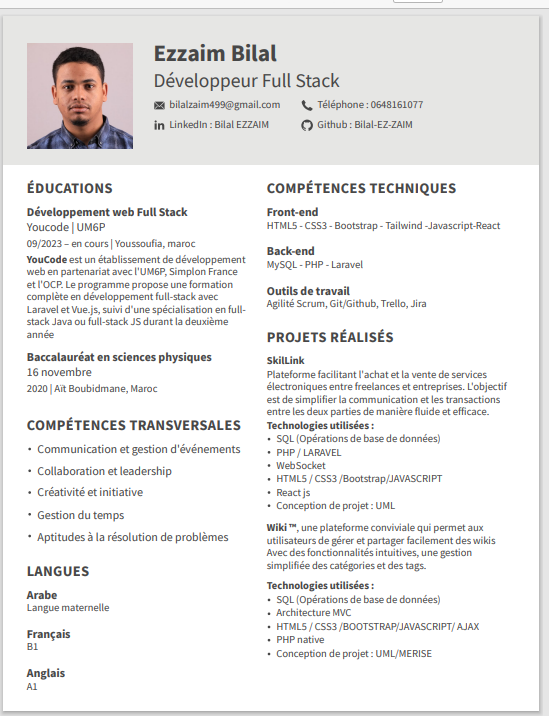 Ezzaim Bilal
Développeur Full Stack
bilalzaim499@gmail.com
Téléphone : 0648161077
LinkedIn : Bilal EZZAIM
Github : Bilal-EZ-ZAIM
ÉDUCATIONS
Développement web Full Stack
Youcode | UM6P
09/2023 – en cours | Youssoufia, maroc
YouCode est un établissement de développement
web en partenariat avec l'UM6P, Simplon France
et l'OCP. Le programme propose une formation
complète en développement full-stack avec
Laravel et Vue.js, suivi d'une spécialisation en full-
stack Java ou full-stack JS durant la deuxième
année
Baccalauréat en sciences physiques
16 novembre
2020 | Aït Boubidmane, Maroc
COMPÉTENCES TRANSVERSALES
• Communication et gestion d'événements
• Collaboration et leadership
• Créativité et initiative
• Gestion du temps
• Aptitudes à la résolution de problèmes
LANGUES
Arabe
Langue maternelle
Français
B1
Anglais
A1
COMPÉTENCES TECHNIQUES
Front-end
HTML5 - CSS3 - Bootstrap - Tailwind -Javascript-React
Back-end
MySQL - PHP - Laravel
Outils de travail
Agilité Scrum, Git/Github, Trello, Jira
PROJETS RÉALISÉS
SkilLink
Plateforme facilitant l'achat et la vente de services
électroniques entre freelances et entreprises. L'objectif
est de simplifier la communication et les transactions
entre les deux parties de manière fluide et efficace.
Technologies utilisées :
• SQL (Opérations de base de données)
• PHP / LARAVEL
• WebSocket
• HTML5 / CSS3 /Bootstrap/JAVASCRIPT
• React js
• Conception de projet : UML
Wiki ™, une plateforme conviviale qui permet aux
utilisateurs de gérer et partager facilement des wikis
Avec des fonctionnalités intuitives, une gestion
simplifiée des catégories et des tags.
Technologies utilisées :
• SQL (Opérations de base de données)
• Architecture MVC
• HTML5 / CSS3 /BOOTSTRAP/JAVASCRIPT/ AJAX
• PHP native
• Conception de projet : UML/MERISE